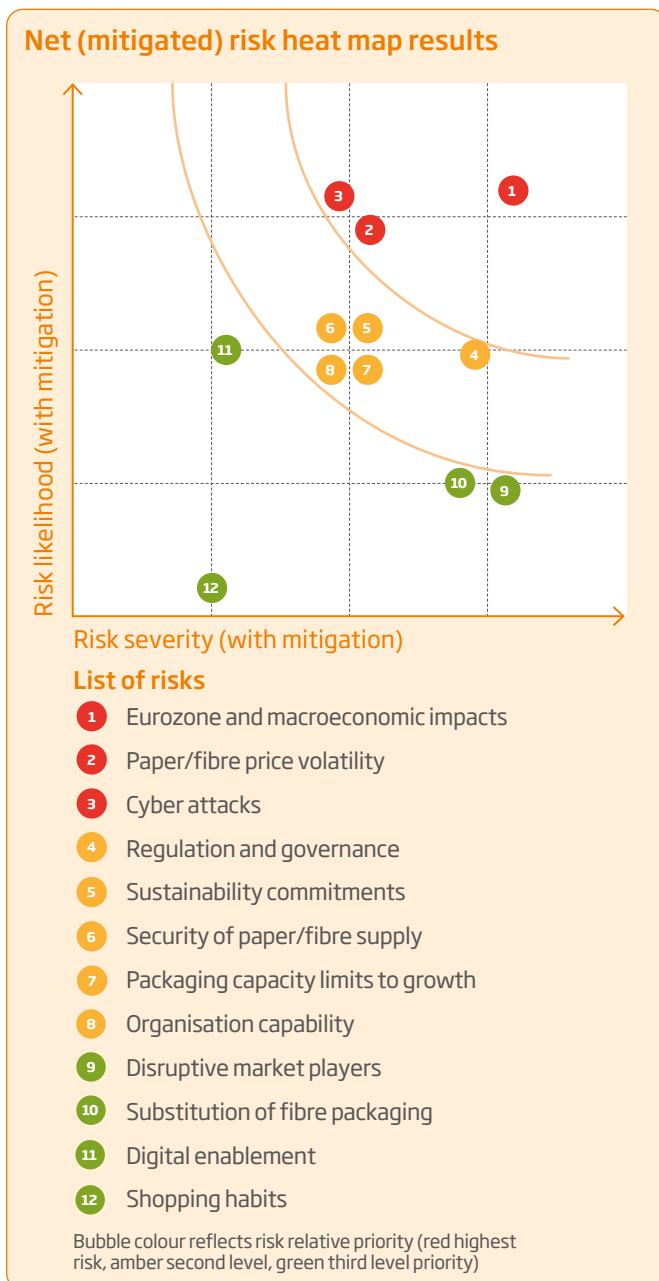 Net (mitigated) risk heat map results
Risk likelihood (with mitigation)
1
3
2
6
5
11
4
8
7
10
9
12
Risk severity (with mitigation)
List of risks
1 Eurozone and macroeconomic impacts
2 Paper/fibre price volatility
3 Cyber attacks
4 Regulation and governance
5 Sustainability commitments
6 Security of paper/fibre supply
7 Packaging capacity limits to growth
8 Organisation capability
9 Disruptive market players
10 Substitution of fibre packaging
11 Digital enablement
12 Shopping habits
Bubble colour reflects risk relative priority (red highest
risk, amber second level, green third level priority)